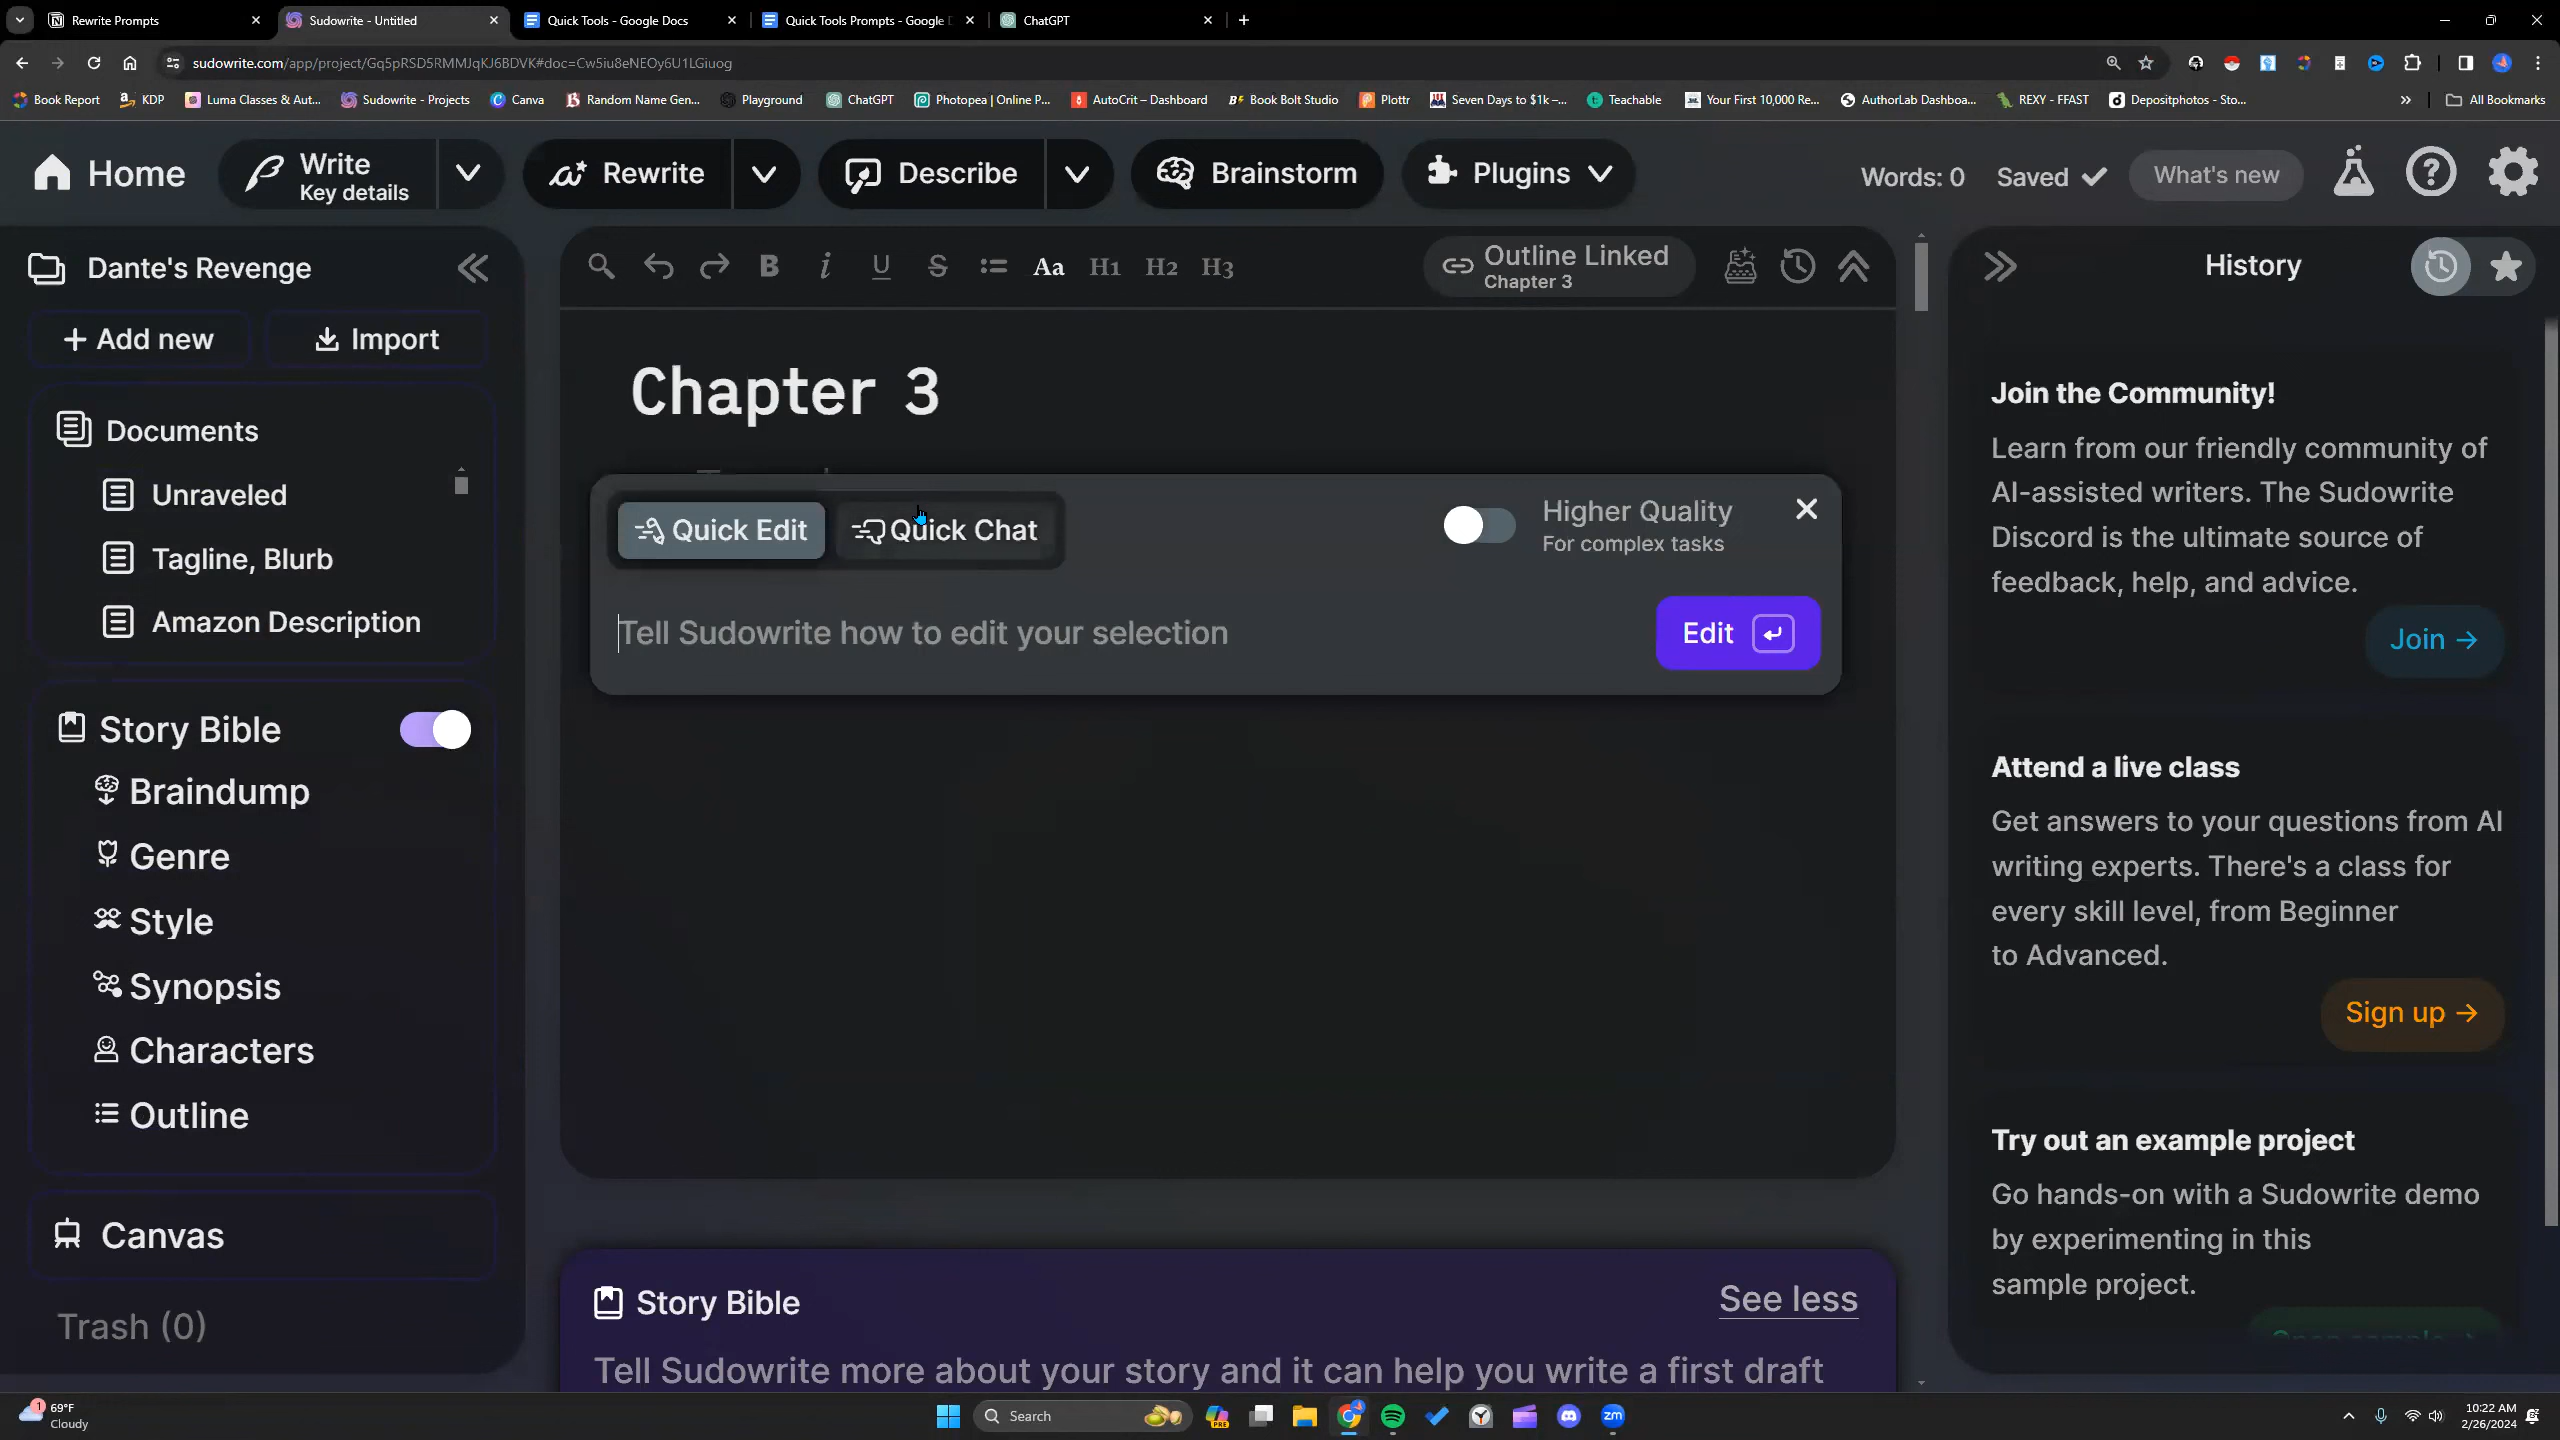 Rewrite Prompts
Sudowrite - Untitled
Quick Tools - Google Docs
Quick Tools Prompts - Google
ChatGPT
sudowrite.com/app/project/Gq5pRSD5RMMJqKJ6BDVK#doc=Cw5iu8eNEOy6U1LGiuog
Book Report
KDP
Luma Classes & Aut...
Sudowrite - Projects
Canva
Random Name Gen...
Playground
ChatGPT
Photopea | Online P...
AutoCrit – Dashboard
Book Bolt Studio
Plottr
Seven Days to $1k –...
Teachable
Your First 10,000 Re...
AuthorLab Dashboa...
REXY - FFAST
Depositphotos - Sto...
All Bookmarks
Home
Write
Key details
Rewrite
Describe
Brainstorm
Plugins
Words: 0
Saved
What's new
Dante's Revenge
+ Add new
Import
Documents
Unraveled
Tagline, Blurb
Amazon Description
Story Bible
Braindump
Genre
Style
Synopsis
Characters
Outline
Canvas
Trash (0)
B i U S Aa H1 H2 H3
Outline Linked
Chapter 3
Chapter 3
Quick Edit
Quick Chat
Higher Quality
For complex tasks
Tell Sudowrite how to edit your selection
Edit
Story Bible
See less
Tell Sudowrite more about your story and it can help you write a first draft
History
Join the Community!
Learn from our friendly community of
AI-assisted writers. The Sudowrite
Discord is the ultimate source of
feedback, help, and advice.
Join →
Attend a live class
Get answers to your questions from AI
writing experts. There's a class for
every skill level, from Beginner
to Advanced.
Sign up →
Try out an example project
Go hands-on with a Sudowrite demo
by experimenting in this
sample project.
1
69°F
Cloudy
Search
PRE
zm
10:22 AM
2/26/2024